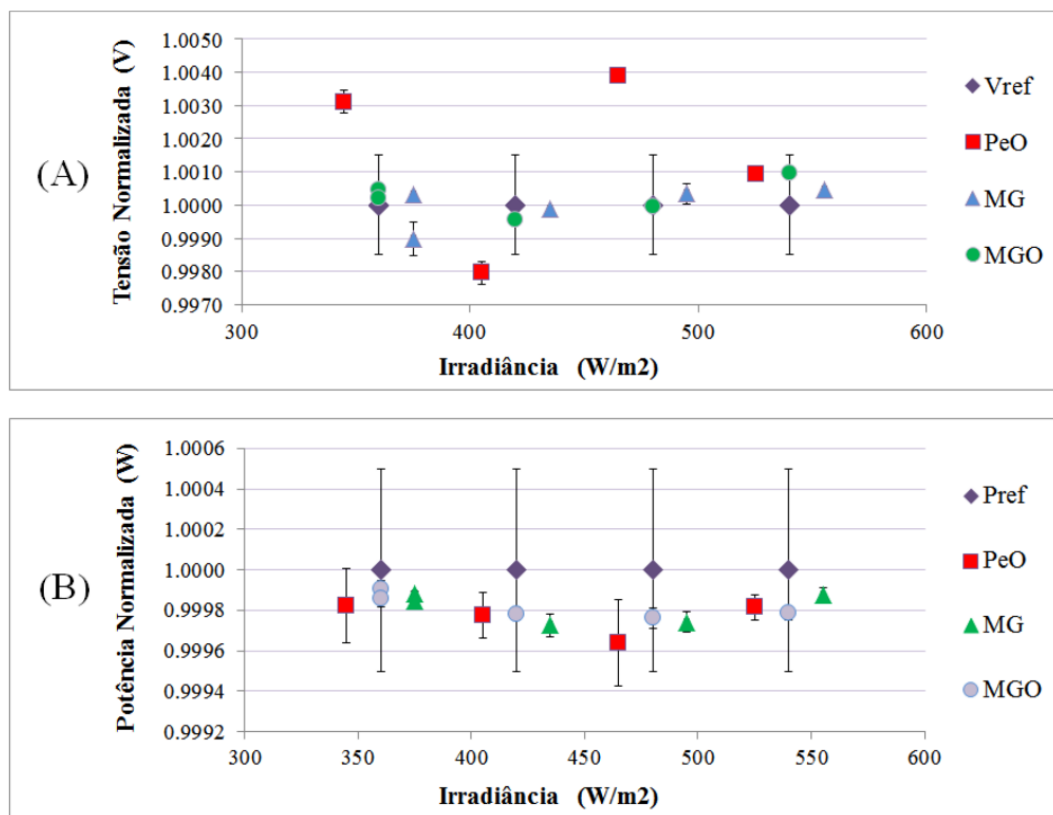 (A)
Tensão Normalizada (V)
1.0050
1.0040
1.0030
1.0020
1.0010
1.0000
0.9990
0.9980
0.9970
300
400
500
600
Irradiância (W/m2)
Vref
PeO
MG
MGO
(B)
Potência Normalizada (W)
1.0006
1.0004
1.0002
1.0000
0.9998
0.9996
0.9994
0.9992
300
350
400
450
500
550
600
Irradiância (W/m2)
Pref
PeO
MG
MGO